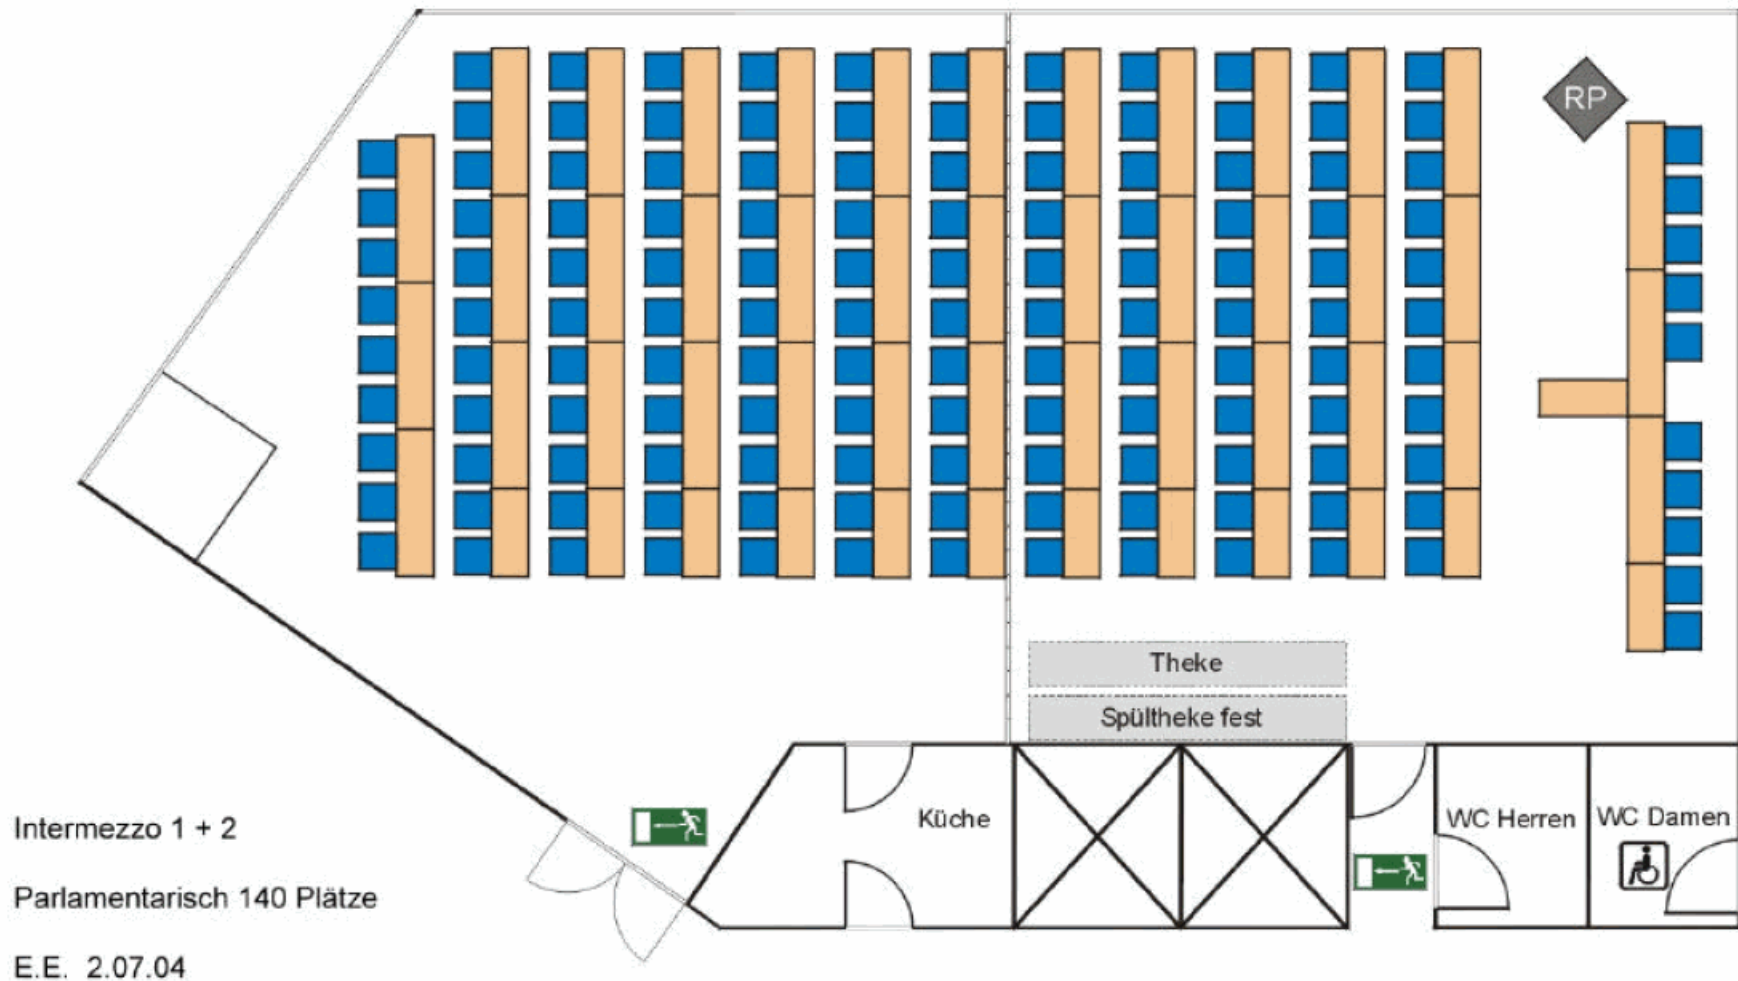 RP
Theke
Spültheke fest
Küche
WC Herren
WC Damen
Intermezzo 1 + 2
Parlamentarisch 140 Plätze
E.E. 2.07.04